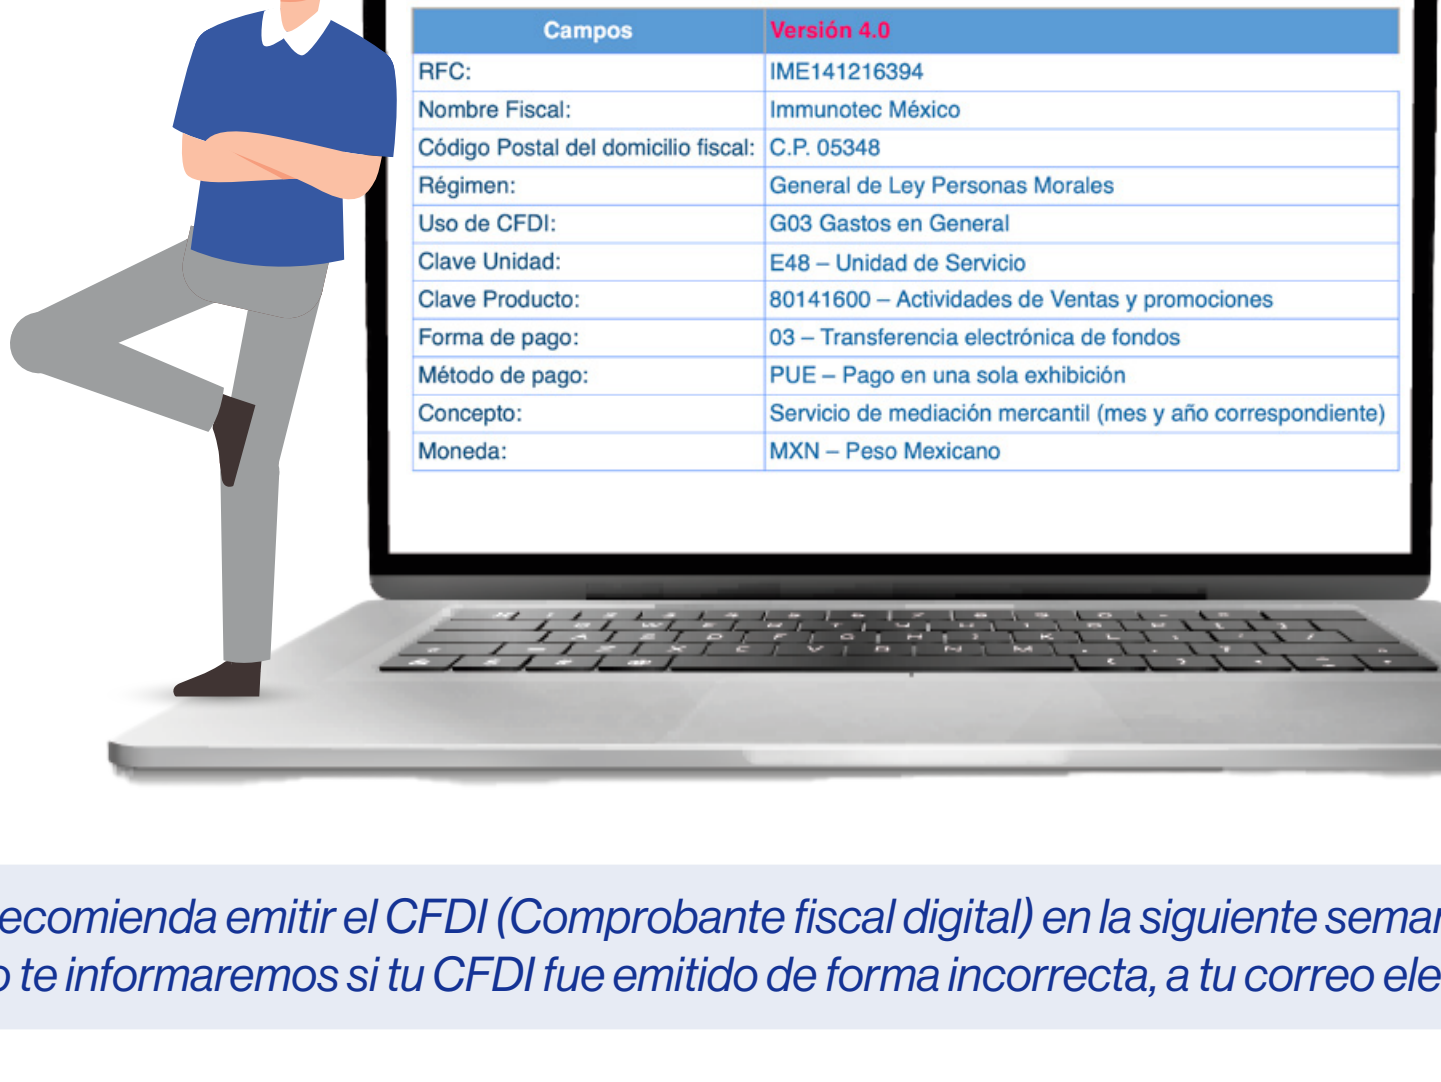 Campos Versión 4.0
RFC: IME141216394
Nombre Fiscal: Immunotec México
Código Postal del domicilio fiscal: C.P. 05348
Régimen: General de Ley Personas Morales
Uso de CFDI: G03 Gastos en General
Clave Unidad: E48 – Unidad de Servicio
Clave Producto: 80141600 – Actividades de Ventas y promociones
Forma de pago: 03 – Transferencia electrónica de fondos
Método de pago: PUE – Pago en una sola exhibición
Concepto: Servicio de mediación mercantil (mes y año correspondiente)
Moneda: MXN – Peso Mexicano
ecomienda emitir el CFDI (Comprobante fiscal digital) en la siguiente semar
o te informaremos si tu CFDI fue emitido de forma incorrecta, a tu correo ele